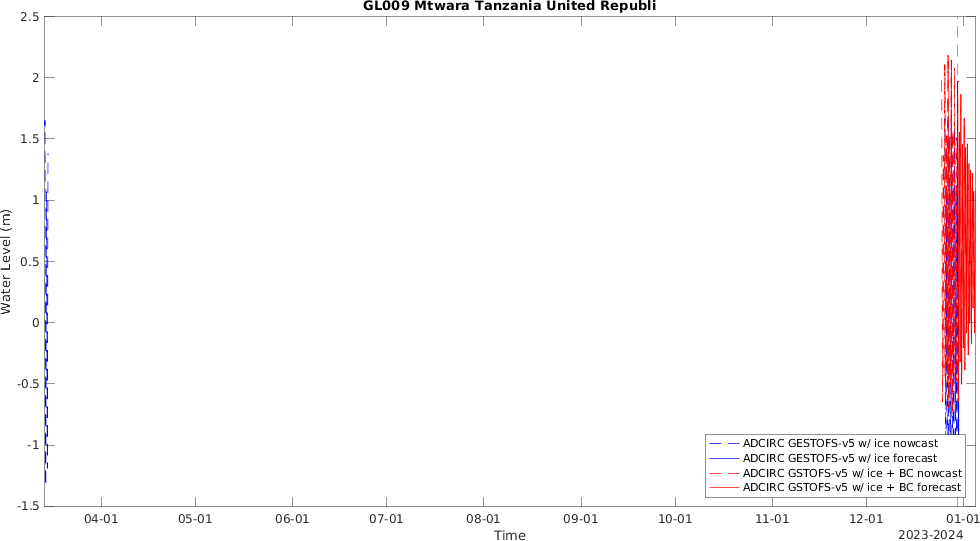 GL009 Mtwara Tanzania United Republi
2.5
2
1.5
1
0.5
0
-0.5
-1
-1.5
Water Level (m)
ADCIRC GESTOFS-v5 w/ ice nowcast
ADCIRC GESTOFS-v5 w/ ice forecast
ADCIRC GSTOFS-v5 w/ ice + BC nowcast
ADCIRC GSTOFS-v5 w/ ice + BC forecast
04-01 05-01 06-01 07-01 08-01 09-01 10-01 11-01 12-01 01-01
Time
2023-2024